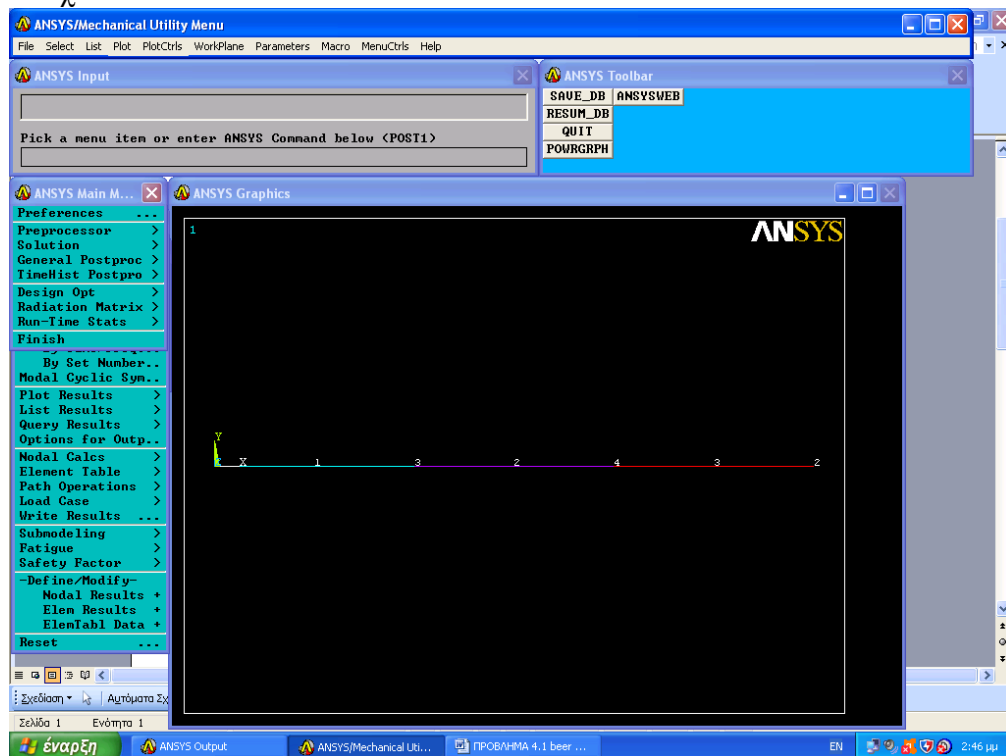 χ
ANSYS/Mechanical Utility Menu
File Select List Plot PlotCtrls WorkPlane Parameters Macro MenuCtrls Help
ANSYS Input
Pick a menu item or enter ANSYS Command below (POST1)
ANSYS Toolbar
SAVE_DB ANSYSWEB
RESUM_DB
QUIT
POWRGRPH
ANSYS Main M...
Preferences ...
Preprocessor >
Solution >
General Postproc >
TimeHist Postpro >
Design Opt >
Radiation Matrix >
Run-Time Stats >
Finish
By Set Number..
Modal Cyclic Sym..
Plot Results >
List Results >
Query Results >
Options for Outp..
Nodal Calcs >
Element Table >
Path Operations >
Load Case >
Write Results ...
Submodeling >
Fatigue >
Safety Factor >
-Define/Modify-
Nodal Results +
Elem Results +
ElemTabl Data +
Reset ...
ANSYS Graphics
1
ANSYS
Y
X 1 3 2 4 3 2
Σχεδίαση Αυτόματα Σχ
Σελίδα 1 Ενότητα 1
έναρξη ANSYS Output ANSYS/Mechanical Uti... ΠΡΟΒΛΗΜΑ 4.1 beer ... EN 2:46 μμ